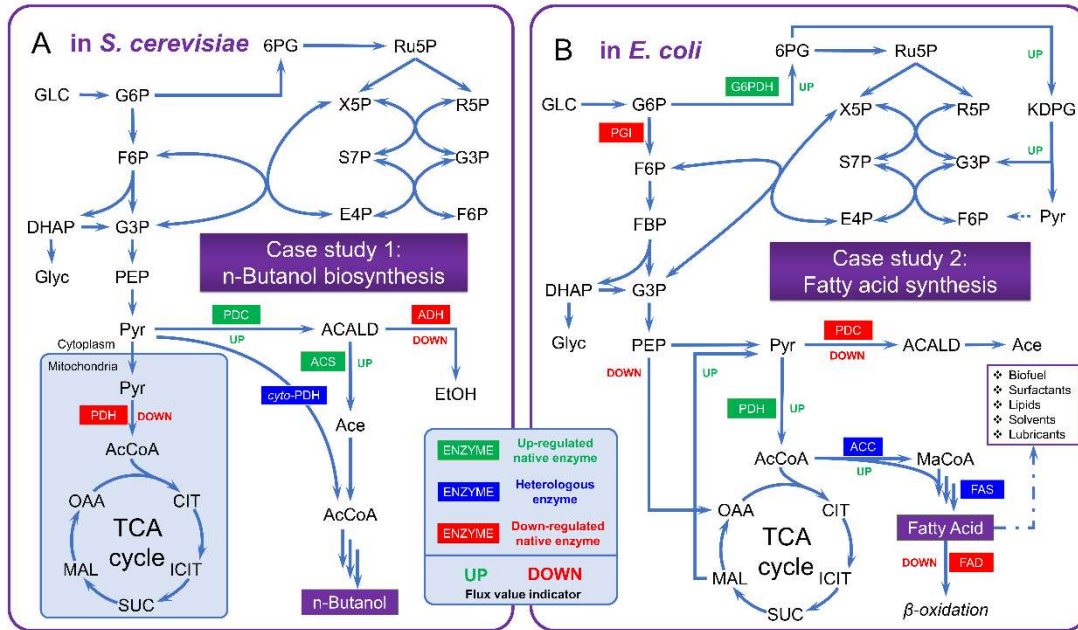 A in S. cerevisiae
6PG
Ru5P
GLC
G6P
X5P
R5P
F6P
S7P
G3P
DHAP
G3P
E4P
F6P
Glyc
PEP
Case study 1:
n-Butanol biosynthesis
Pyr
PDC
UP
ACALD
ADH
DOWN
Cytoplasm
Mitochondria
ACS
UP
EtOH
Pyr
cyto-PDH
PDH
DOWN
Ace
AcCoA
OAA
CIT
TCA
cycle
AcCoA
MAL
ICIT
SUC
n-Butanol
ENZYME
Up-regulated
native enzyme
ENZYME
Heterologous
enzyme
ENZYME
Down-regulated
native enzyme
UP
DOWN
Flux value indicator
B in E. coli
6PG
Ru5P
UP
G6PDH
UP
GLC
G6P
X5P
R5P
KDPG
PGI
F6P
S7P
G3P
UP
FBP
E4P
F6P
Pyr
Case study 2:
Fatty acid synthesis
DHAP
G3P
Glyc
PEP
Pyr
PDC
DOWN
ACALD
Ace
DOWN
UP
❖ Biofuel
❖ Surfactants
❖ Lipids
❖ Solvents
❖ Lubricants
PDH
UP
AcCoA
ACC
UP
MaCoA
FAS
OAA
CIT
Fatty Acid
TCA
cycle
DOWN
FAD
MAL
ICIT
SUC
β-oxidation